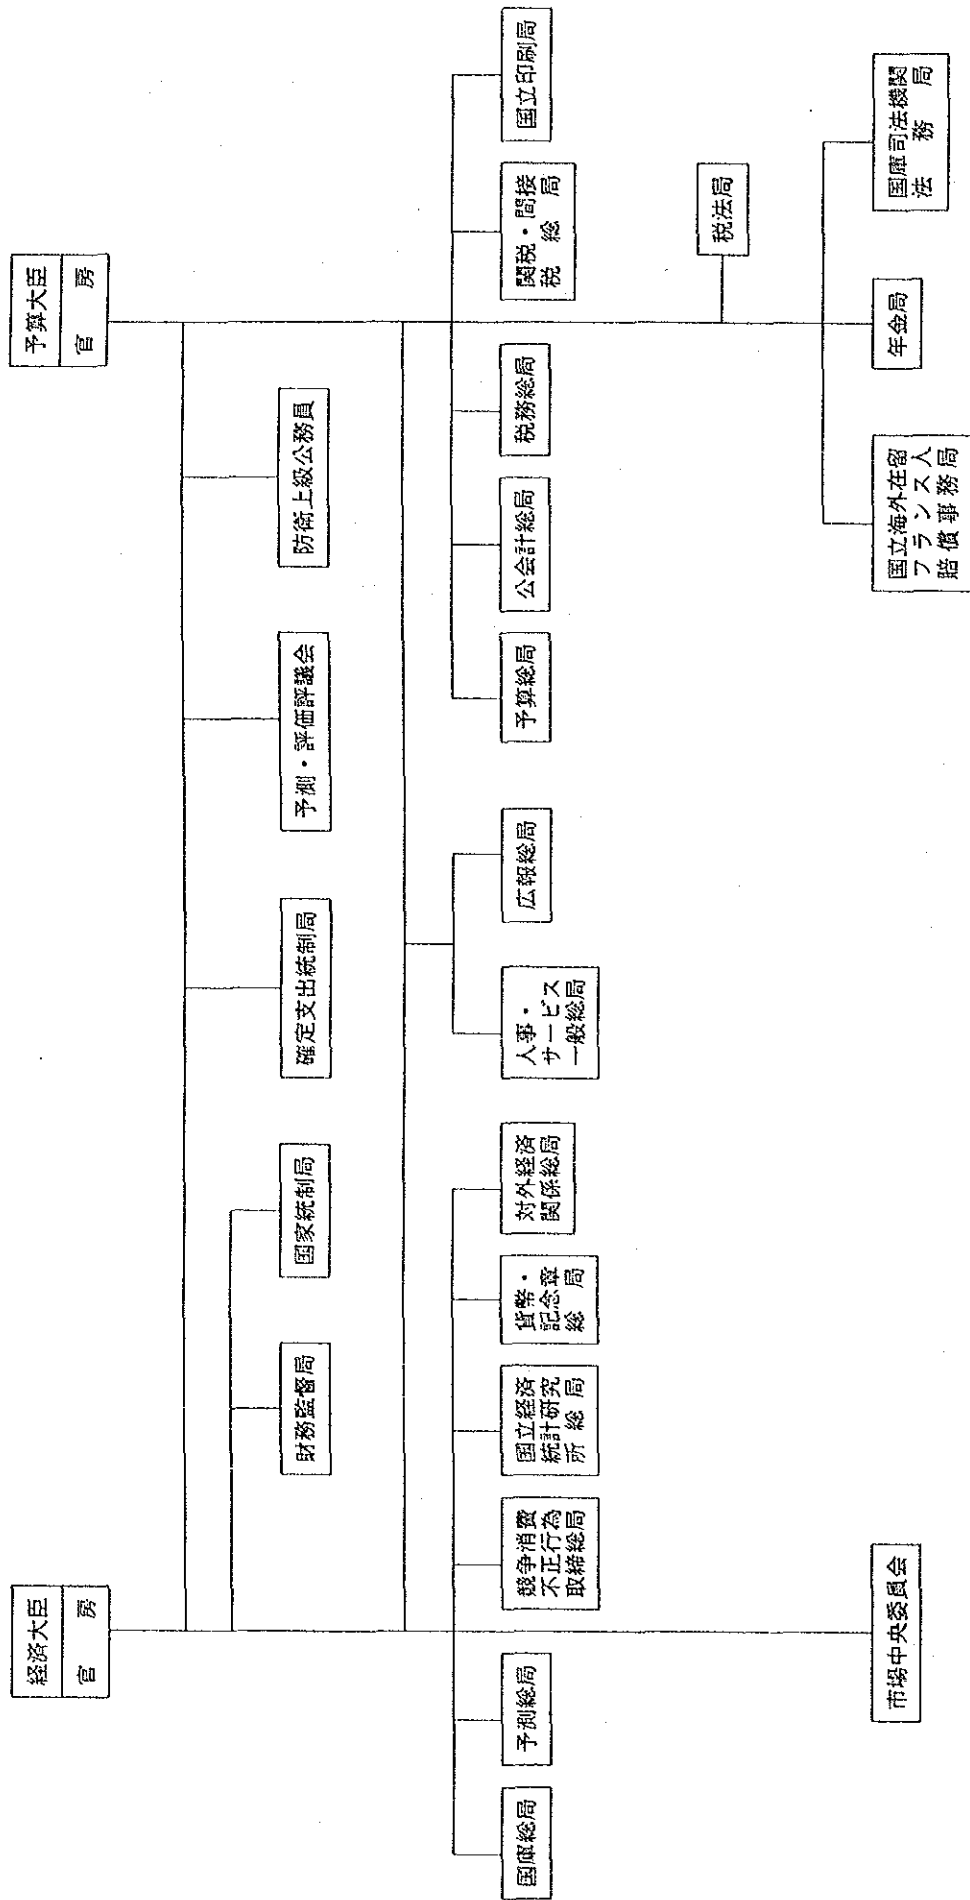 経済大臣
官房
予算大臣
官房
財務監督局
国家統制局
確定支出統制局
予測・評価評議会
防衛上級公務員
国庫総局
予測総局
競争消費
不正行為
取締総局
国立経済
統計研究
所総局
貨幣・
記念章
総局
対外経済
関係総局
人事・
サービス
一般総局
広報総局
予算総局
公会計総局
税務総局
関税・間接
税総局
国立印刷局
税法局
市場中央委員会
国立海外在留
フランス人
賠償事務局
年金局
国庫司法機関
法務局